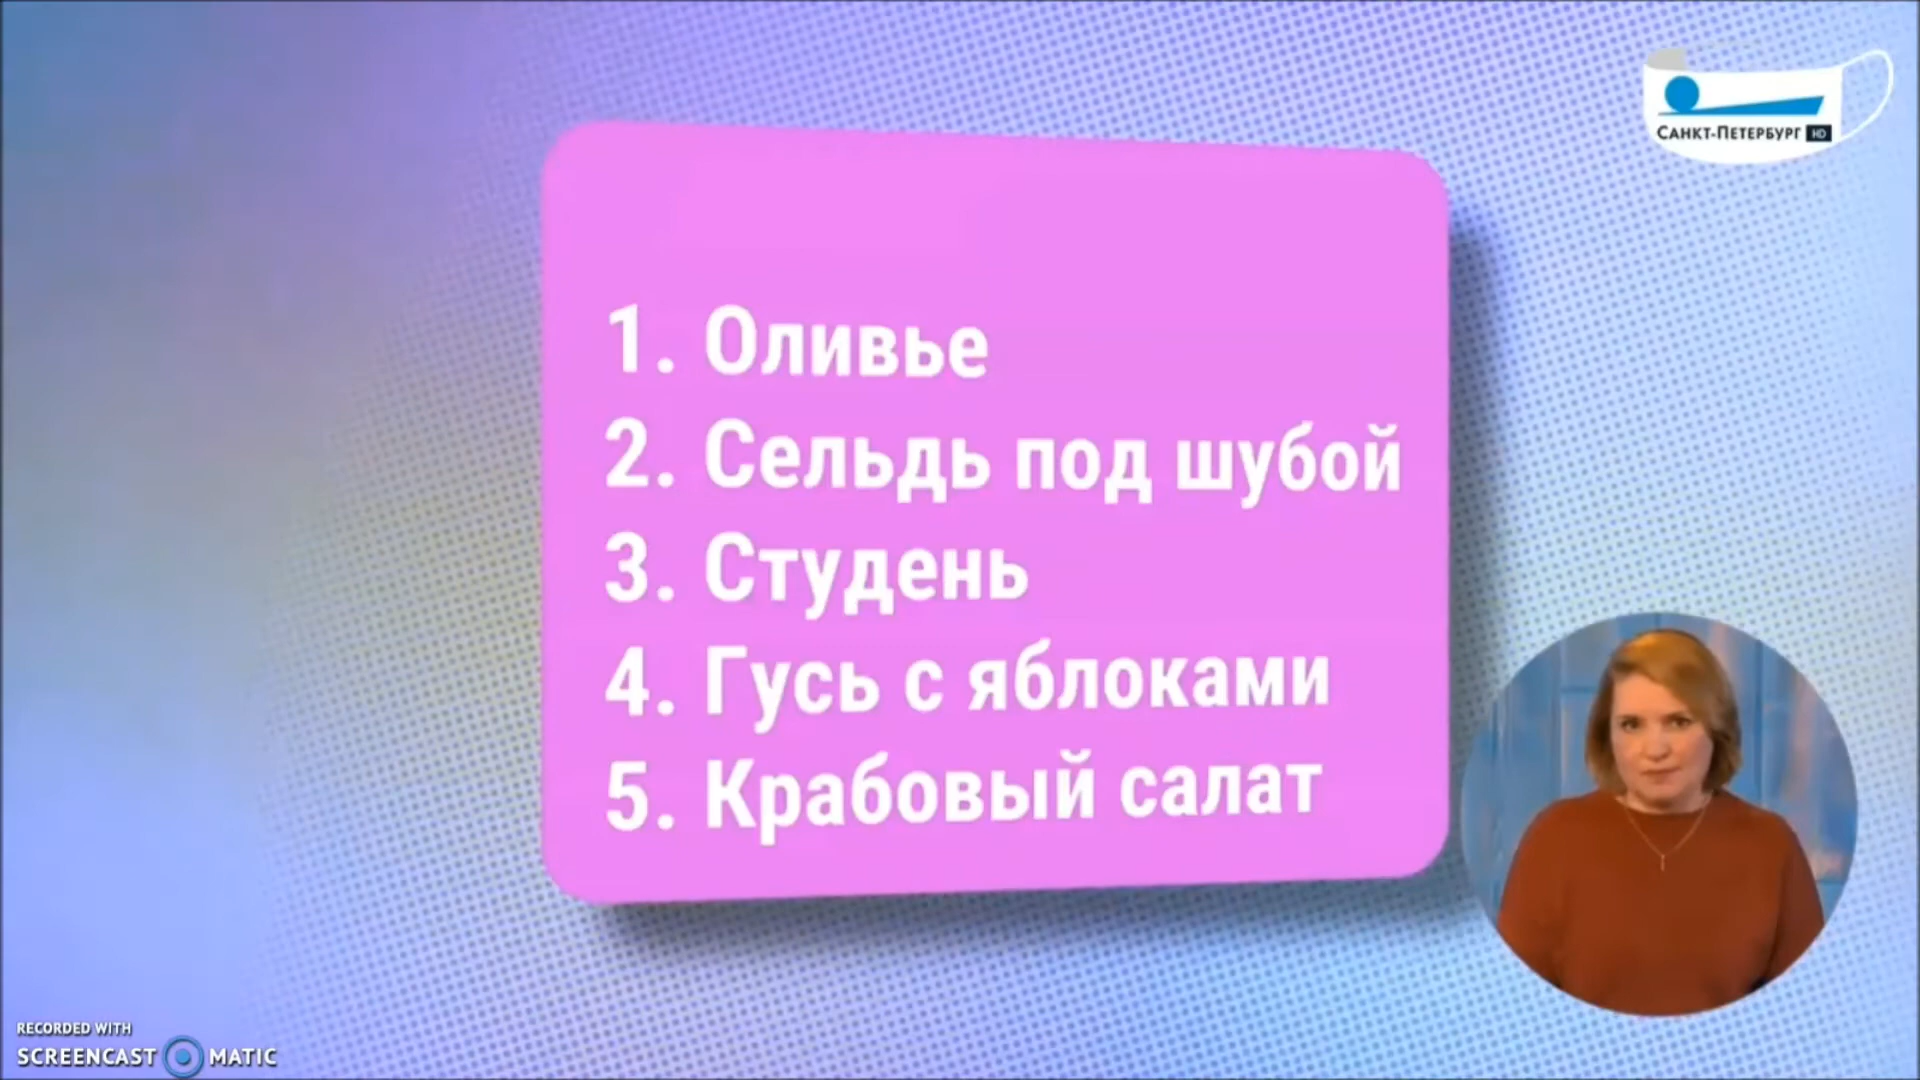 Санкт-Петербург HD
1. Оливье
2. Сельдь под шубой
3. Студень
4. Гусь с яблоками
5. Крабовый салат
RECORDED WITH
SCREENCAST MATIC